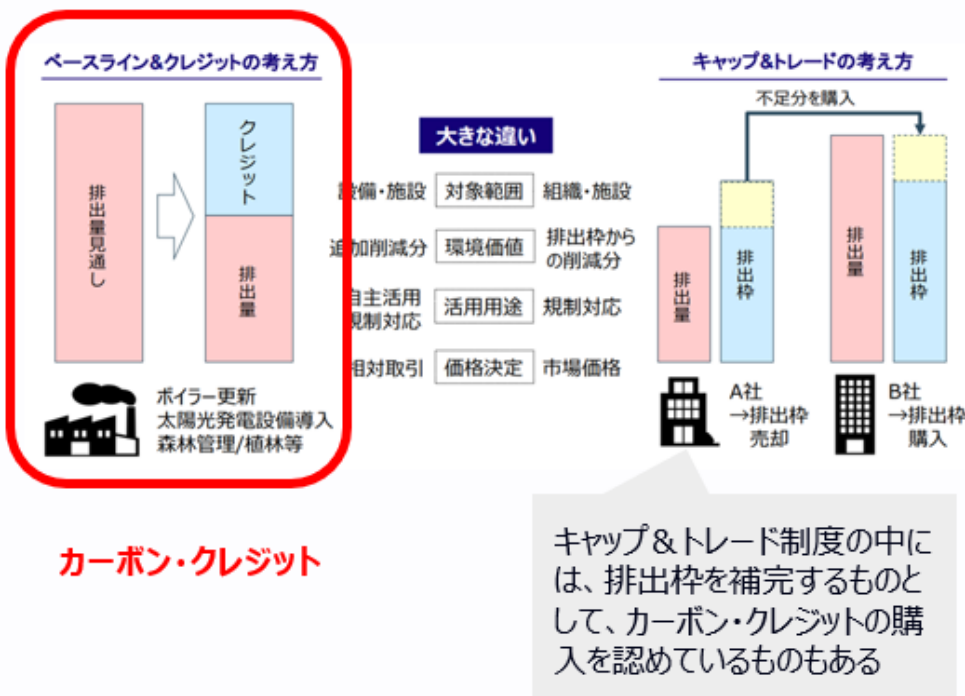 ベースライン&クレジットの考え方
排出量見通し
クレジット
排出量
ボイラー更新
太陽光発電設備導入
森林管理/植林等
カーボン・クレジット
大きな違い
設備・施設 対象範囲 組織・施設
追加削減分 環境価値 排出枠から
の削減分
自主活用
規制対応 活用用途 規制対応
相対取引 価格決定 市場価格
キャップ&トレードの考え方
不足分を購入
排出量
排出枠
排出量
排出枠
A社
→排出枠
売却
B社
→排出枠
購入
キャップ&トレード制度の中に
は、排出枠を補完するものと
して、カーボン・クレジットの購
入を認めているものもある